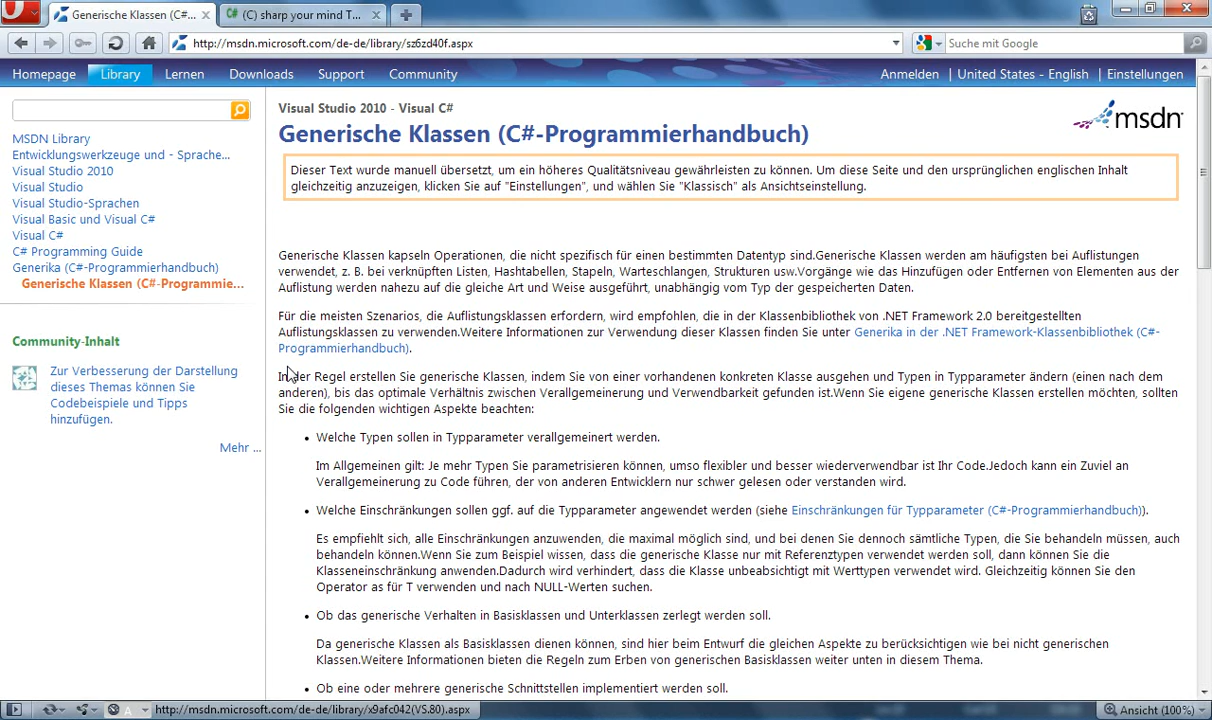 Generische Klassen (C#...
(C) sharp your mind T...
http://msdn.microsoft.com/de-de/library/sz6zd40f.aspx
Suche mit Google
Homepage
Library
Lernen
Downloads
Support
Community
Anmelden | United States - English | Einstellungen
MSDN Library
Entwicklungswerkzeuge und - Sprache...
Visual Studio 2010
Visual Studio
Visual Studio-Sprachen
Visual Basic und Visual C#
Visual C#
C# Programming Guide
Generika (C#-Programmierhandbuch)
Generische Klassen (C#-Programmie...
Community-Inhalt
Zur Verbesserung der Darstellung
dieses Themas können Sie
Codebeispiele und Tipps
hinzufügen.
Mehr ...
Visual Studio 2010 - Visual C#
msdn
Generische Klassen (C#-Programmierhandbuch)
Dieser Text wurde manuell übersetzt, um ein höheres Qualitätsniveau gewährleisten zu können. Um diese Seite und den ursprünglichen englischen Inhalt
gleichzeitig anzuzeigen, klicken Sie auf "Einstellungen", und wählen Sie "Klassisch" als Ansichtseinstellung.
Generische Klassen kapseln Operationen, die nicht spezifisch für einen bestimmten Datentyp sind.Generische Klassen werden am häufigsten bei Auflistungen
verwendet, z. B. bei verknüpften Listen, Hashtabellen, Stapeln, Warteschlangen, Strukturen usw.Vorgänge wie das Hinzufügen oder Entfernen von Elementen aus der
Auflistung werden nahezu auf die gleiche Art und Weise ausgeführt, unabhängig vom Typ der gespeicherten Daten.
Für die meisten Szenarios, die Auflistungsklassen erfordern, wird empfohlen, die in der Klassenbibliothek von .NET Framework 2.0 bereitgestellten
Auflistungsklassen zu verwenden.Weitere Informationen zur Verwendung dieser Klassen finden Sie unter Generika in der .NET Framework-Klassenbibliothek (C#-
Programmierhandbuch).
In der Regel erstellen Sie generische Klassen, indem Sie von einer vorhandenen konkreten Klasse ausgehen und Typen in Typparameter ändern (einen nach dem
anderen), bis das optimale Verhältnis zwischen Verallgemeinerung und Verwendbarkeit gefunden ist.Wenn Sie eigene generische Klassen erstellen möchten, sollten
Sie die folgenden wichtigen Aspekte beachten:
• Welche Typen sollen in Typparameter verallgemeinert werden.
Im Allgemeinen gilt: Je mehr Typen Sie parametrisieren können, umso flexibler und besser wiederverwendbar ist Ihr Code.Jedoch kann ein Zuviel an
Verallgemeinerung zu Code führen, der von anderen Entwicklern nur schwer gelesen oder verstanden wird.
• Welche Einschränkungen sollen ggf. auf die Typparameter angewendet werden (siehe Einschränkungen für Typparameter (C#-Programmierhandbuch)).
Es empfiehlt sich, alle Einschränkungen anzuwenden, die maximal möglich sind, und bei denen Sie dennoch sämtliche Typen, die Sie behandeln müssen, auch
behandeln können.Wenn Sie zum Beispiel wissen, dass die generische Klasse nur mit Referenztypen verwendet werden soll, dann können Sie die
Klasseneinschränkung anwenden.Dadurch wird verhindert, dass die Klasse unbeabsichtigt mit Werttypen verwendet wird. Gleichzeitig können Sie den
Operator as für T verwenden und nach NULL-Werten suchen.
• Ob das generische Verhalten in Basisklassen und Unterklassen zerlegt werden soll.
Da generische Klassen als Basisklassen dienen können, sind hier beim Entwurf die gleichen Aspekte zu berücksichtigen wie bei nicht generischen
Klassen.Weitere Informationen bieten die Regeln zum Erben von generischen Basisklassen weiter unten in diesem Thema.
• Ob eine oder mehrere generische Schnittstellen implementiert werden soll.
http://msdn.microsoft.com/de-de/library/x9afc042(VS.80).aspx
Ansicht (100%)